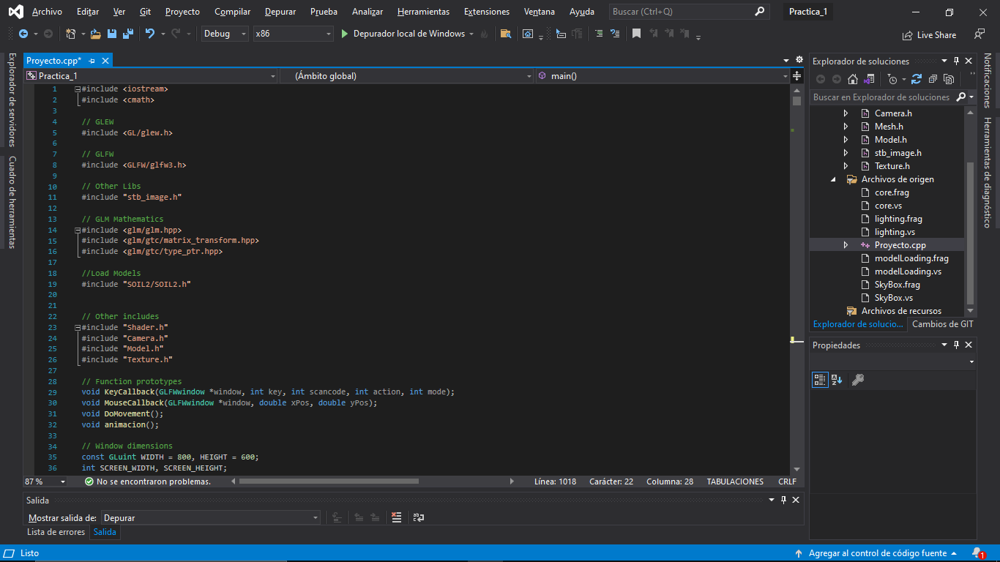 Archivo Editar Ver Git Proyecto Compilar Depurar Prueba Analizar Herramientas Extensiones Ventana Ayuda Buscar (Ctrl+Q) Practica_1
Debug x86 Depurador local de Windows Live Share
Explorador de servidores
Cuadro de herramientas
Proyecto.cpp*
Practica_1 (Ámbito global) main()
1 #include <iostream>
2 #include <cmath>
3
4 // GLEW
5 #include <GL/glew.h>
6
7 // GLFW
8 #include <GLFW/glfw3.h>
9
10 // Other Libs
11 #include "stb_image.h"
12
13 // GLM Mathematics
14 #include <glm/glm.hpp>
15 #include <glm/gtc/matrix_transform.hpp>
16 #include <glm/gtc/type_ptr.hpp>
17
18 //Load Models
19 #include "SOIL2/SOIL2.h"
20
21
22 // Other includes
23 #include "Shader.h"
24 #include "Camera.h"
25 #include "Model.h"
26 #include "Texture.h"
27
28 // Function prototypes
29 void KeyCallback(GLFWwindow *window, int key, int scancode, int action, int mode);
30 void MouseCallback(GLFWwindow *window, double xPos, double yPos);
31 void DoMovement();
32 void animacion();
33
34 // Window dimensions
35 const GLuint WIDTH = 800, HEIGHT = 600;
36 int SCREEN_WIDTH, SCREEN_HEIGHT;
87 % No se encontraron problemas. Línea: 1018 Carácter: 22 Columna: 28 TABULACIONES CRLF
Salida
Mostrar salida de: Depurar
Lista de errores Salida
Explorador de soluciones
Buscar en Explorador de soluciones
Camera.h
Mesh.h
Model.h
stb_image.h
Texture.h
Archivos de origen
core.frag
core.vs
lighting.frag
lighting.vs
Proyecto.cpp
modelLoading.frag
modelLoading.vs
SkyBox.frag
SkyBox.vs
Archivos de recursos
Explorador de solucio... Cambios de GIT
Propiedades
Notificaciones
Herramientas de diagnóstico
Listo Agregar al control de código fuente 1